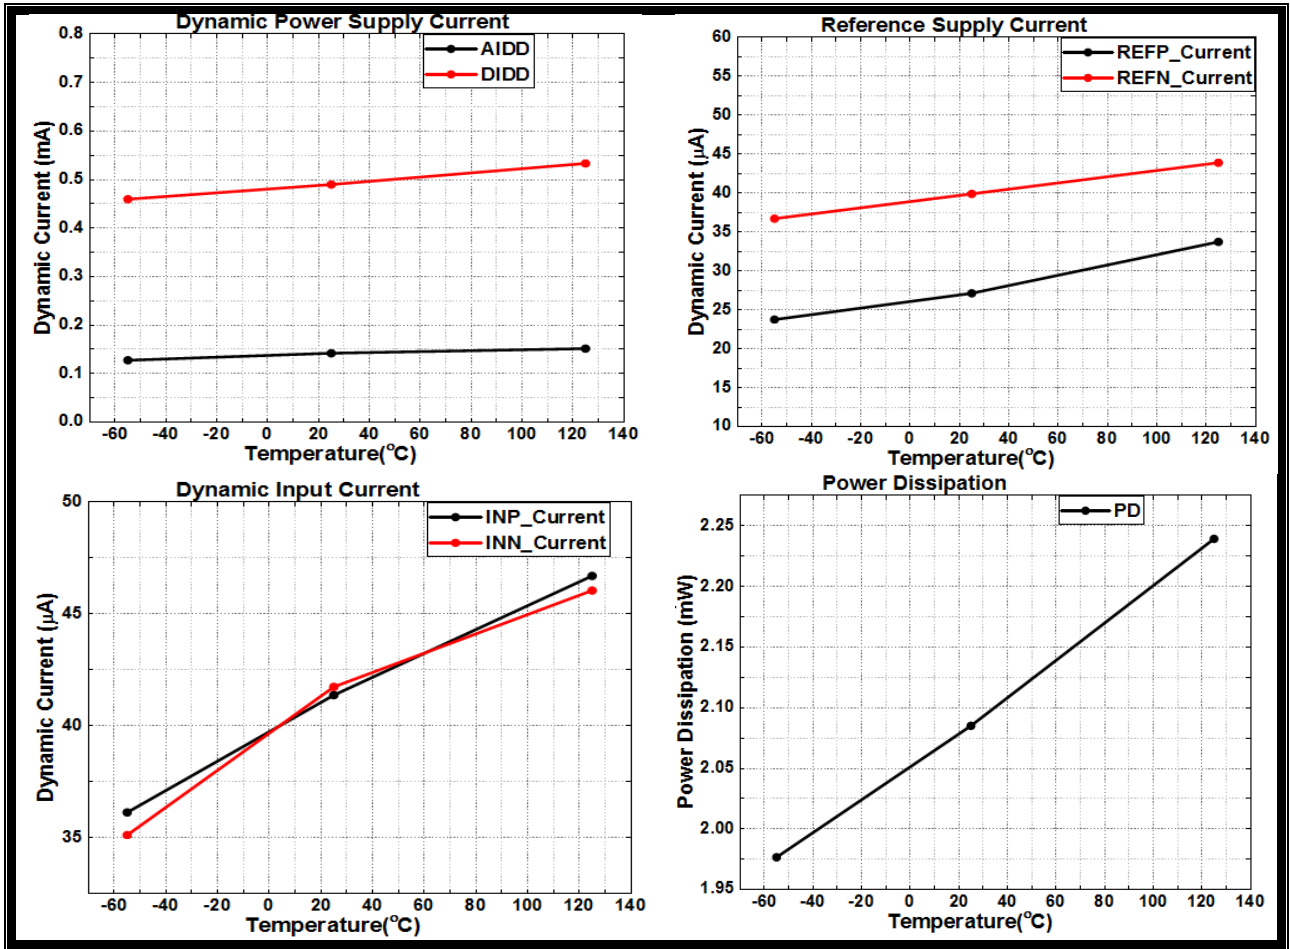 Dynamic Power Supply Current
AIDD
DIDD
0.8
0.7
0.6
0.5
0.4
0.3
0.2
0.1
0.0
Dynamic Current (mA)
-60 -40 -20 0 20 40 60 80 100 120 140
Temperature(°C)
Reference Supply Current
REFP_Current
REFN_Current
60
55
50
45
40
35
30
25
20
15
10
Dynamic Current (μA)
-60 -40 -20 0 20 40 60 80 100 120 140
Temperature(°C)
Dynamic Input Current
INP_Current
INN_Current
50
45
40
35
Dynamic Current (μA)
-60 -40 -20 0 20 40 60 80 100 120 140
Temperature(°C)
Power Dissipation
PD
2.25
2.20
2.15
2.10
2.05
2.00
1.95
Power Dissipation (mW)
-60 -40 -20 0 20 40 60 80 100 120 140
Temperature(°C)